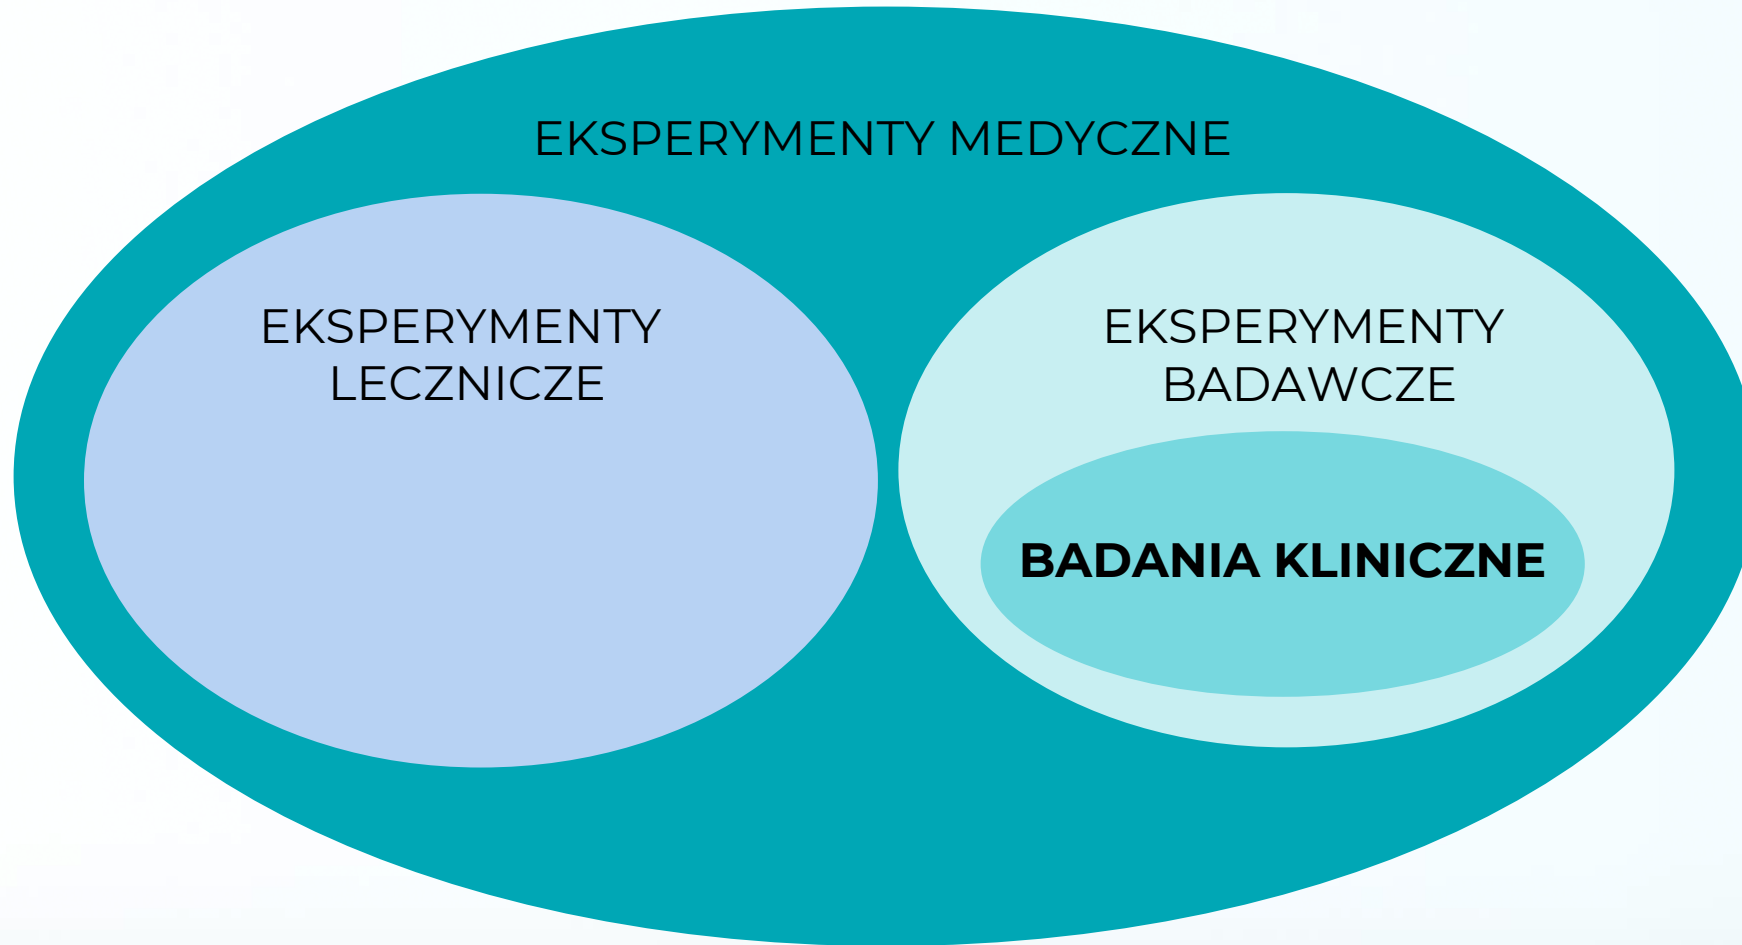 EKSPERYMENTY MEDYCZNE
EKSPERYMENTY
LECZNICZE
EKSPERYMENTY
BADAWCZE
BADANIA KLINICZNE